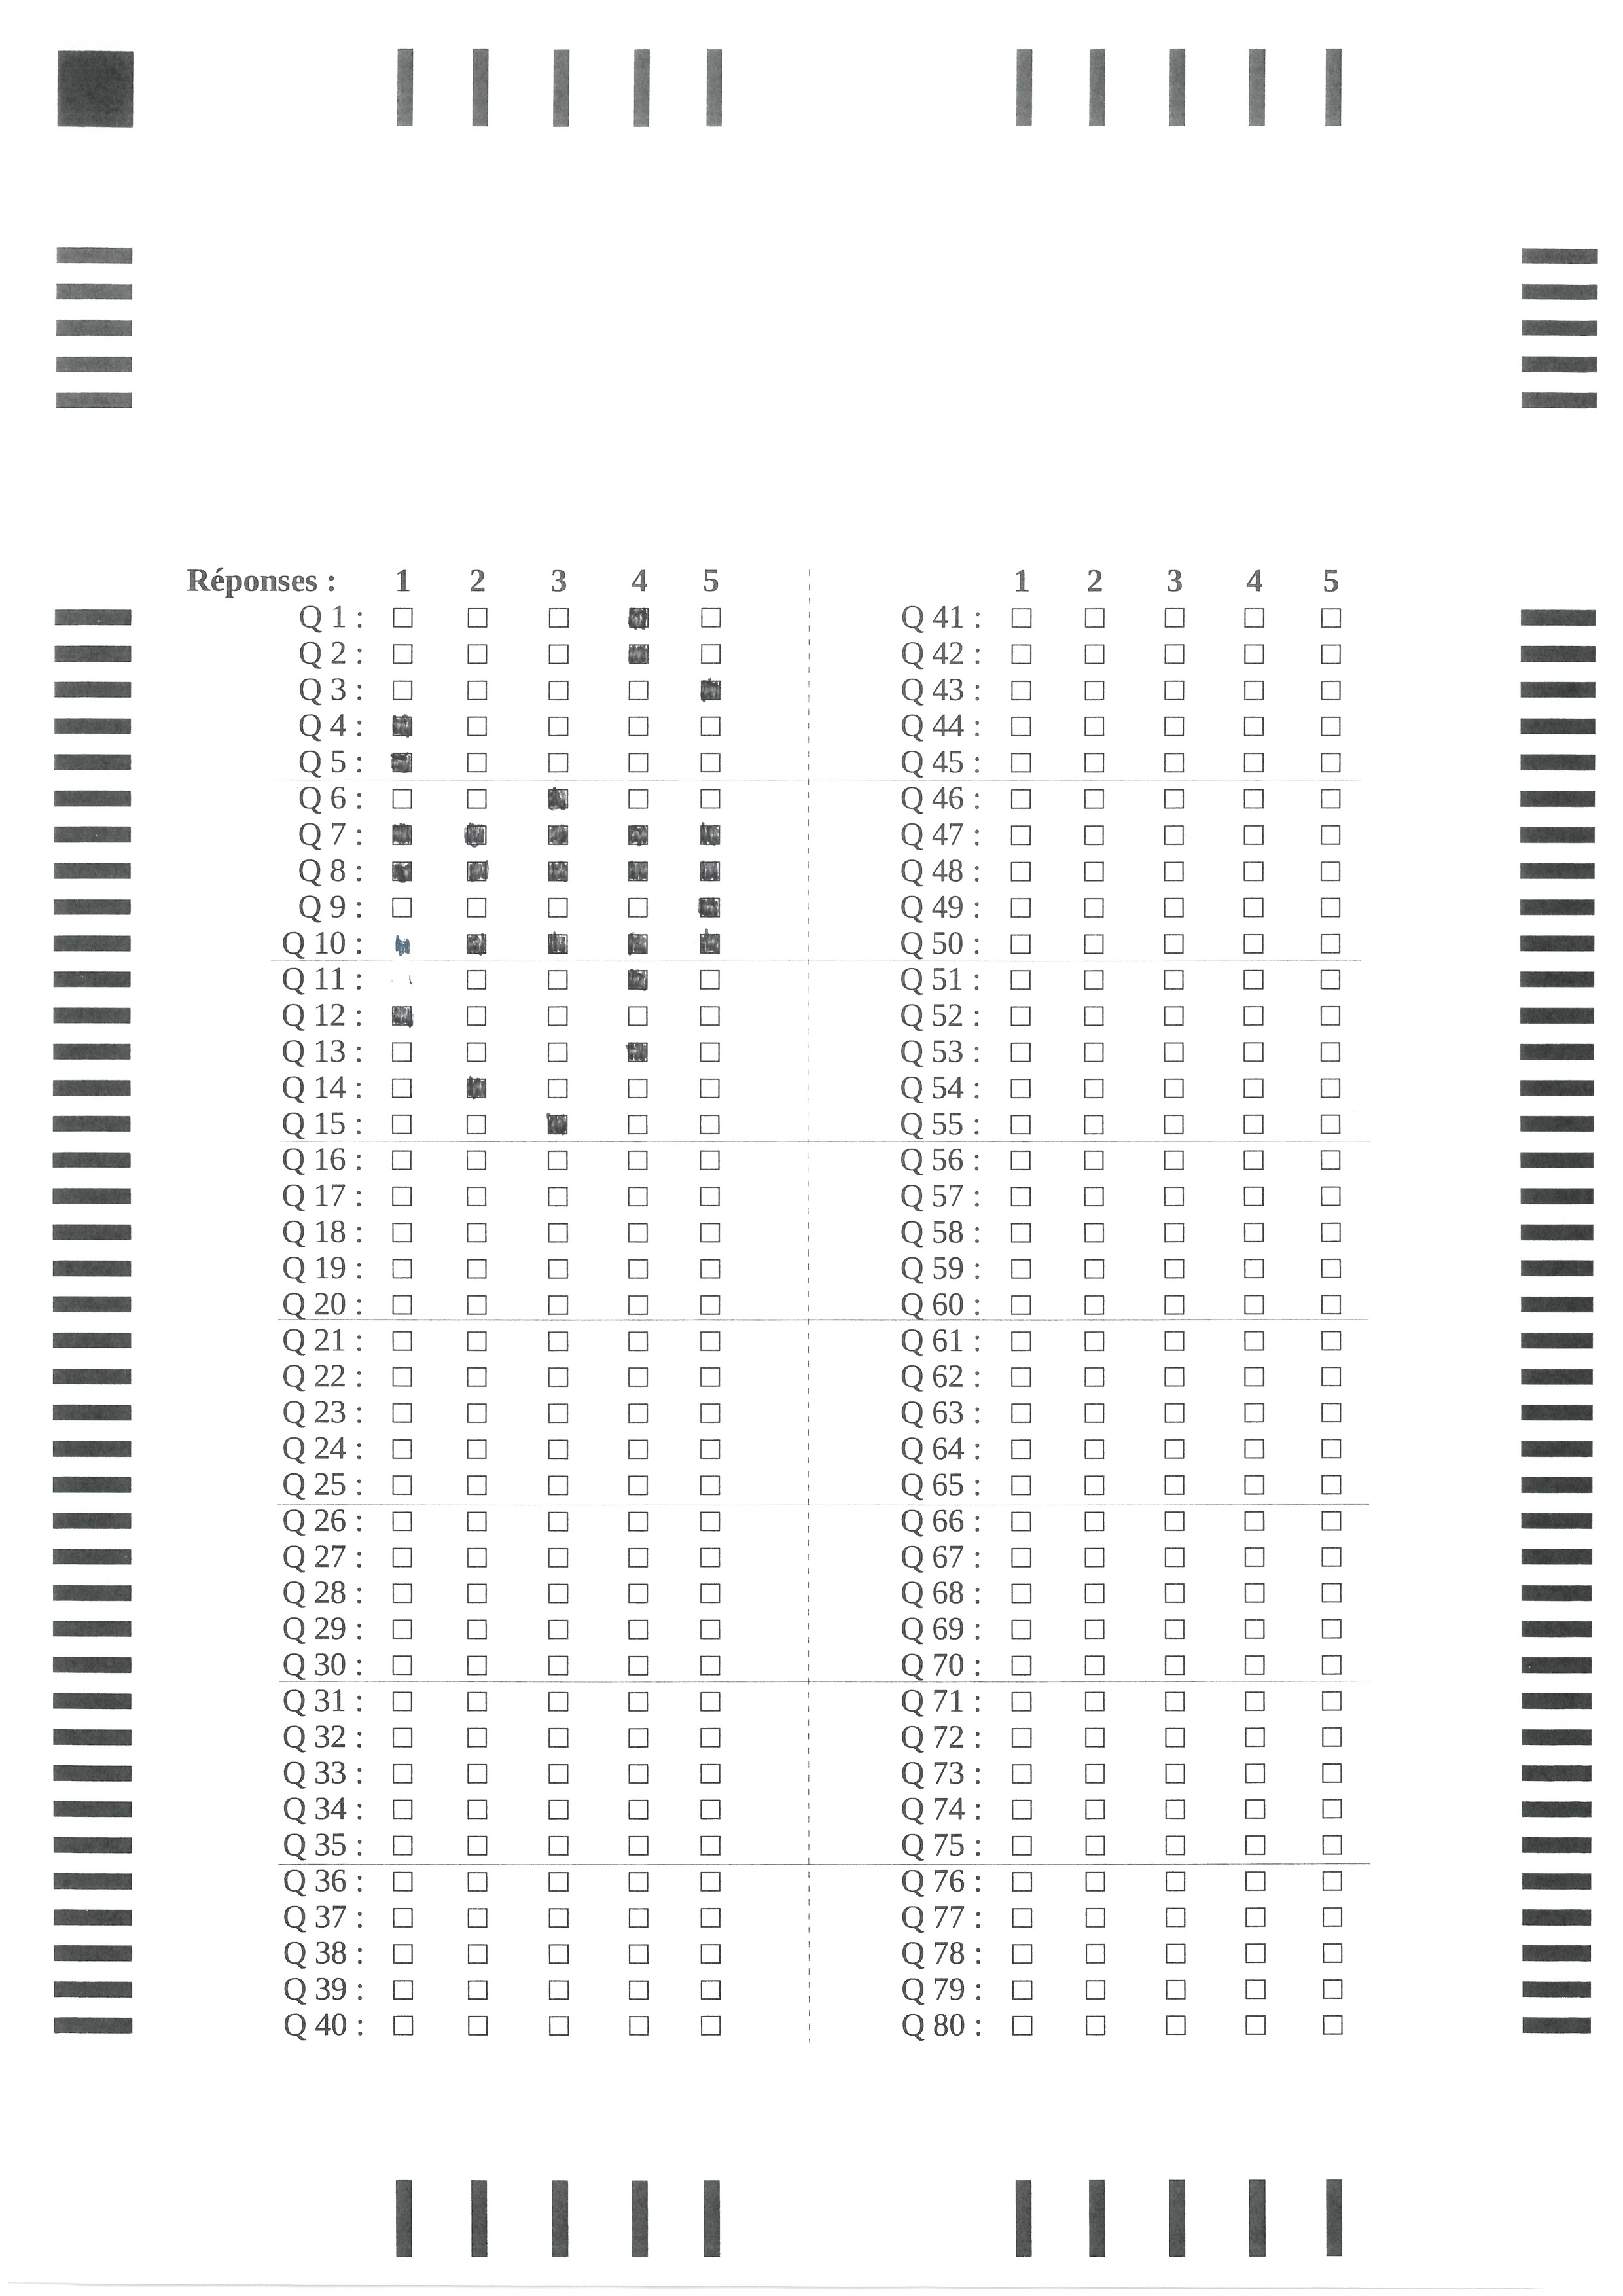 Réponses : 1 2 3 4 5 1 2 3 4 5
Q 1 : Q 41 :
Q 2 : Q 42 :
Q 3 : Q 43 :
Q 4 : Q 44 :
Q 5 : Q 45 :
Q 6 : Q 46 :
Q 7 : Q 47 :
Q 8 : Q 48 :
Q 9 : Q 49 :
Q 10 : Q 50 :
Q 11 : Q 51 :
Q 12 : Q 52 :
Q 13 : Q 53 :
Q 14 : Q 54 :
Q 15 : Q 55 :
Q 16 : Q 56 :
Q 17 : Q 57 :
Q 18 : Q 58 :
Q 19 : Q 59 :
Q 20 : Q 60 :
Q 21 : Q 61 :
Q 22 : Q 62 :
Q 23 : Q 63 :
Q 24 : Q 64 :
Q 25 : Q 65 :
Q 26 : Q 66 :
Q 27 : Q 67 :
Q 28 : Q 68 :
Q 29 : Q 69 :
Q 30 : Q 70 :
Q 31 : Q 71 :
Q 32 : Q 72 :
Q 33 : Q 73 :
Q 34 : Q 74 :
Q 35 : Q 75 :
Q 36 : Q 76 :
Q 37 : Q 77 :
Q 38 : Q 78 :
Q 39 : Q 79 :
Q 40 : Q 80 :